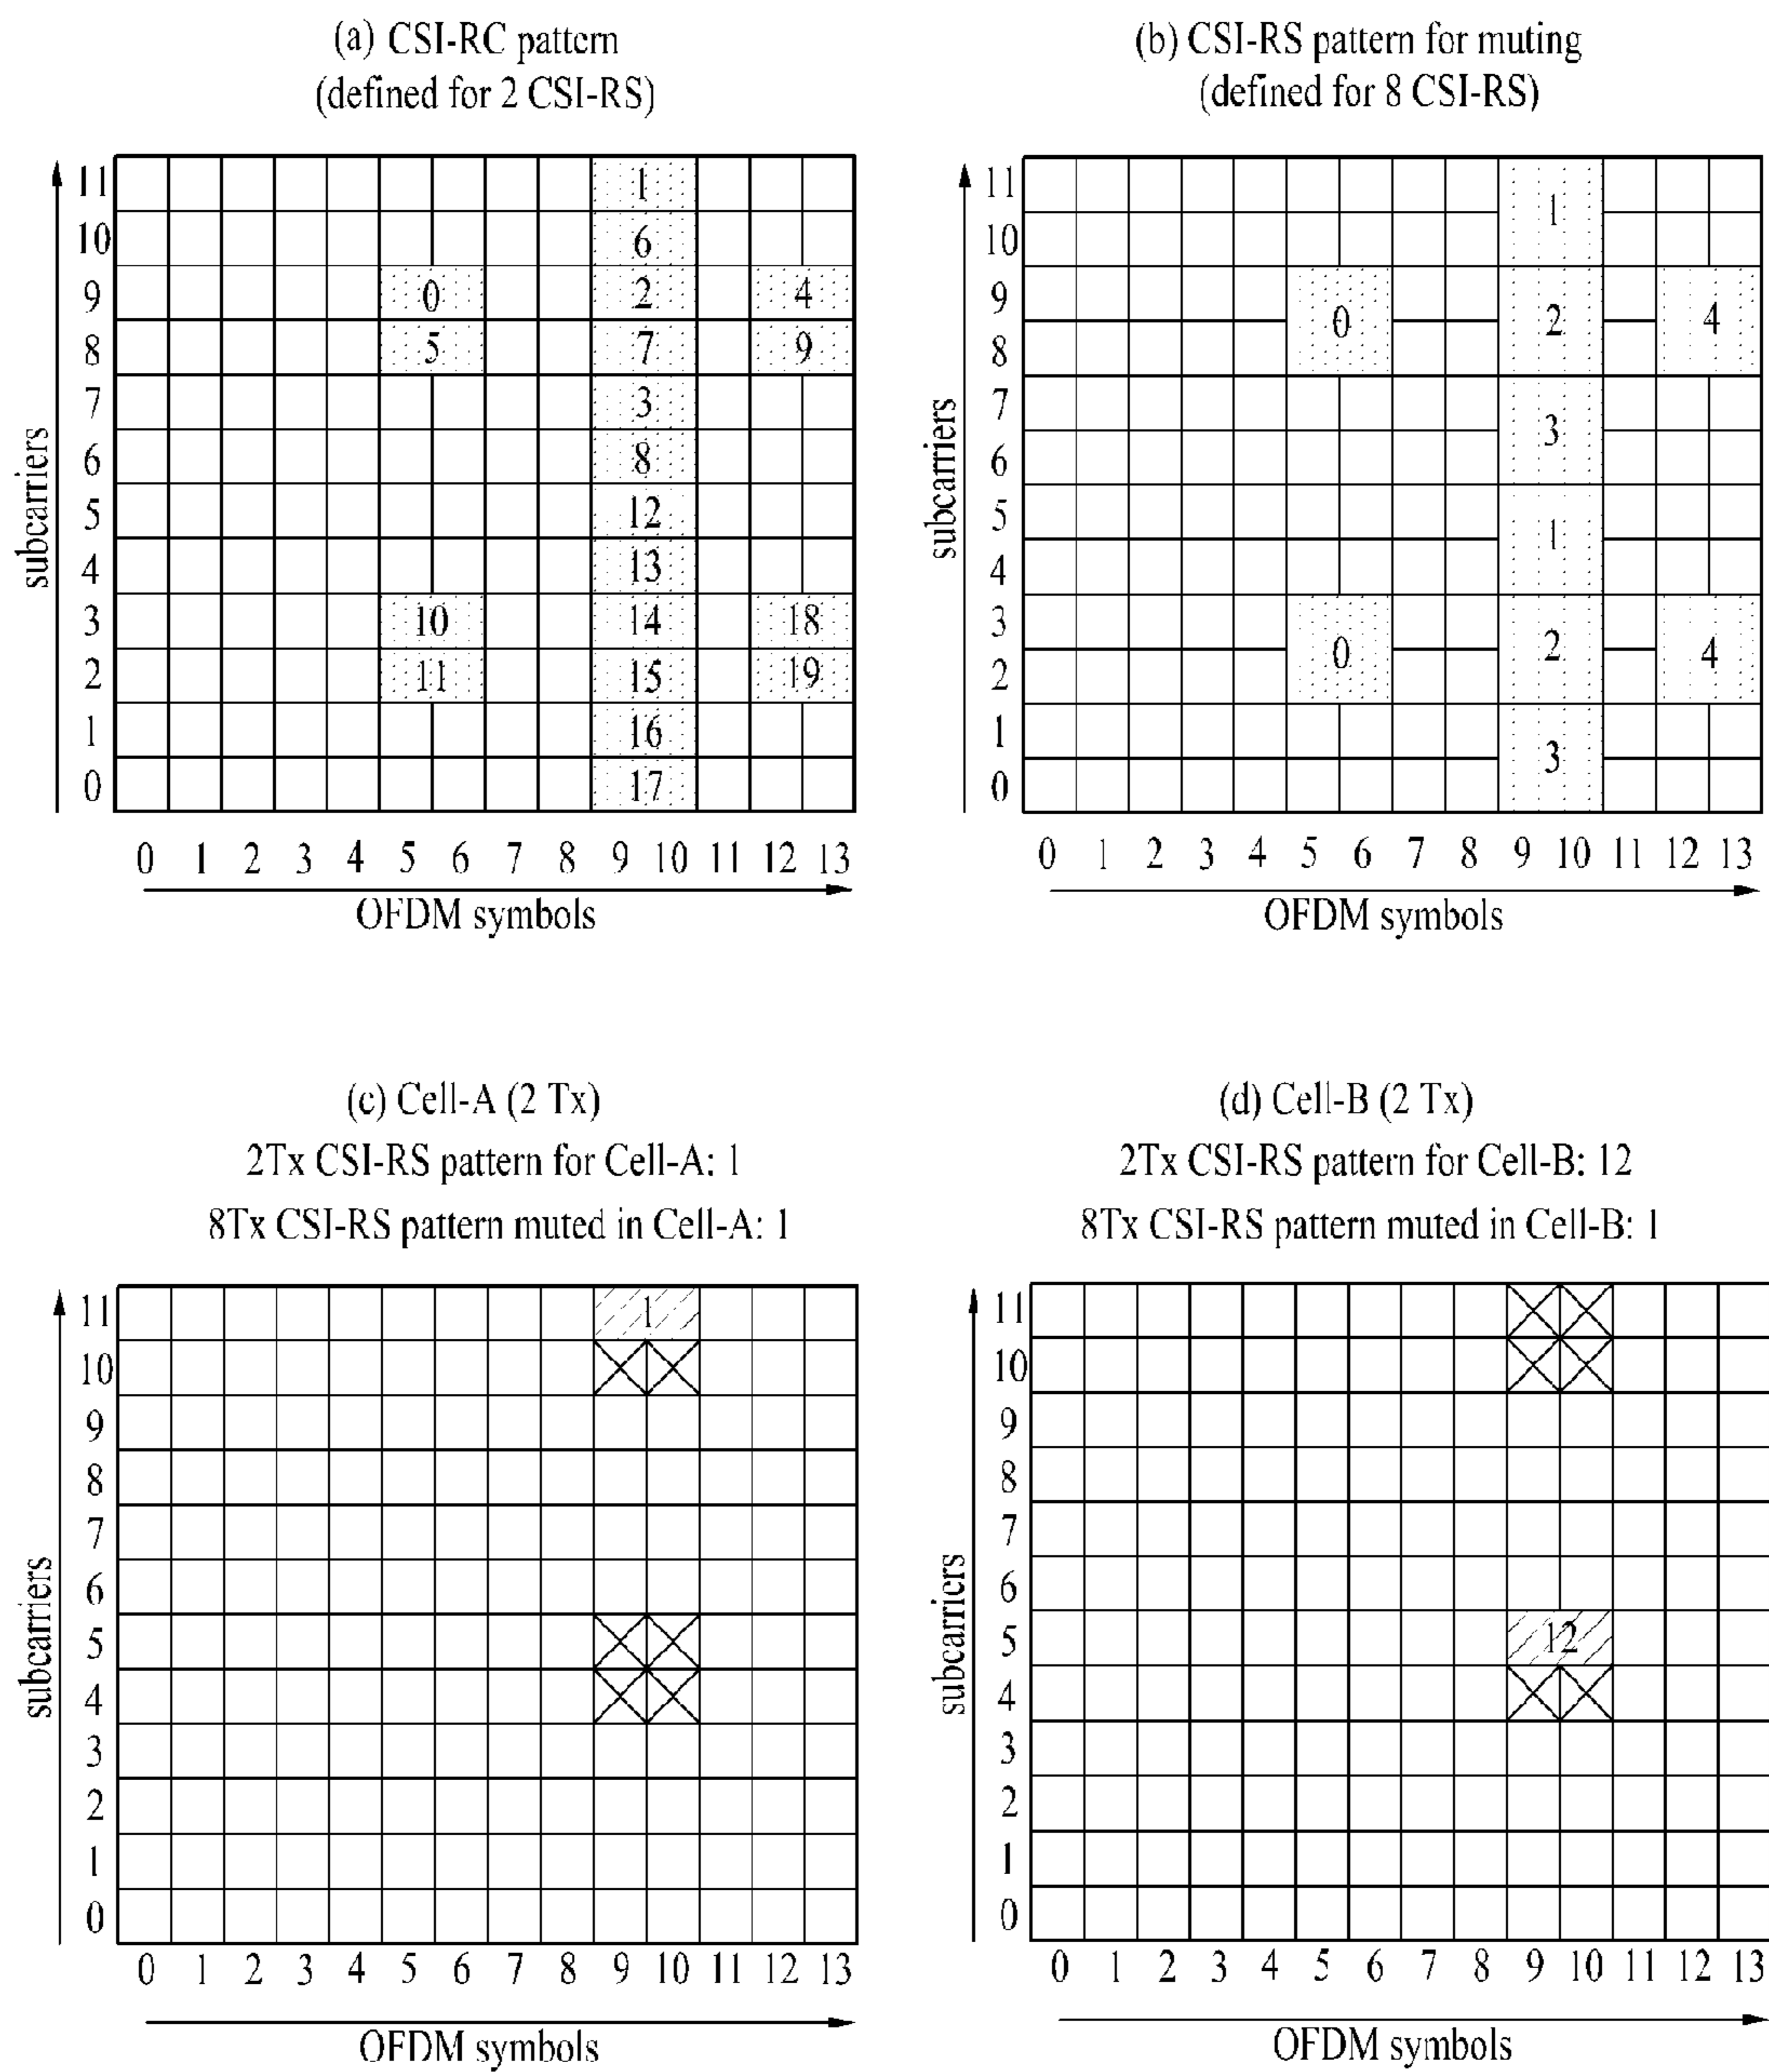 (a) CSI-RC pattern
(defined for 2 CSI-RS)
11 1
10 6
9 0 2 4
8 5 7 9
7 3
6 8
5 12
4 13
3 10 14 18
2 11 15 19
1 16
0 17
subcarriers
0 1 2 3 4 5 6 7 8 9 10 11 12 13
OFDM symbols
(b) CSI-RS pattern for muting
(defined for 8 CSI-RS)
11
1
10
9
0 2 4
8
7
3
6
5
1
4
3
0 2 4
2
1
3
0
subcarriers
0 1 2 3 4 5 6 7 8 9 10 11 12 13
OFDM symbols
(c) Cell-A (2 Tx)
2Tx CSI-RS pattern for Cell-A: 1
8Tx CSI-RS pattern muted in Cell-A: 1
11 1
10
9
8
7
6
5
4
3
2
1
0
subcarriers
0 1 2 3 4 5 6 7 8 9 10 11 12 13
OFDM symbols
(d) Cell-B (2 Tx)
2Tx CSI-RS pattern for Cell-B: 12
8Tx CSI-RS pattern muted in Cell-B: 1
11
10
9
8
7
6
5 12
4
3
2
1
0
subcarriers
0 1 2 3 4 5 6 7 8 9 10 11 12 13
OFDM symbols